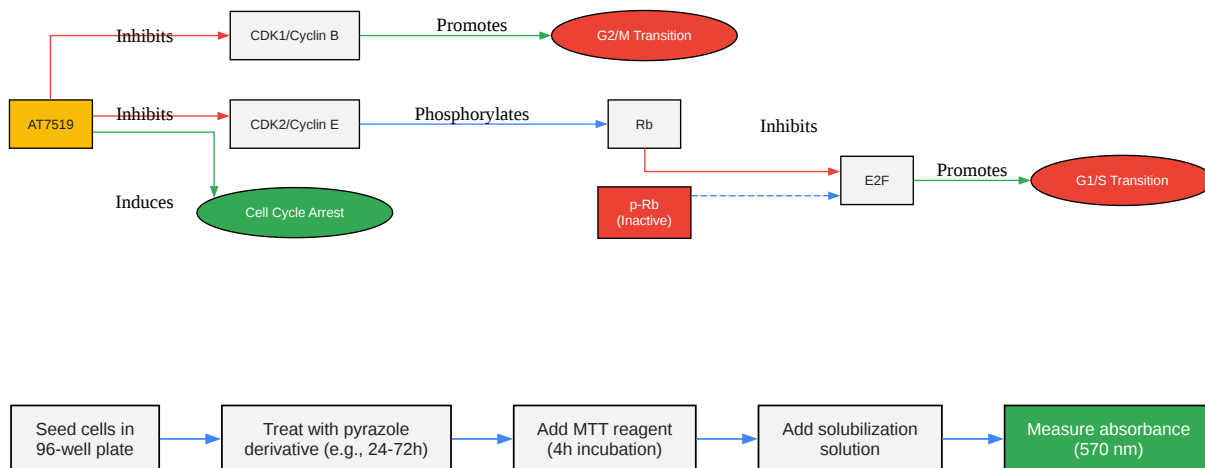 Inhibits
CDK1/Cyclin B
Promotes
G2/M Transition
AT7519
Inhibits
CDK2/Cyclin E
Phosphorylates
Rb
Inhibits
E2F
Promotes
G1/S Transition
p-Rb
(Inactive)
Induces
Cell Cycle Arrest
Seed cells in
96-well plate
Treat with pyrazole
derivative (e.g., 24-72h)
Add MTT reagent
(4h incubation)
Add solubilization
solution
Measure absorbance
(570 nm)